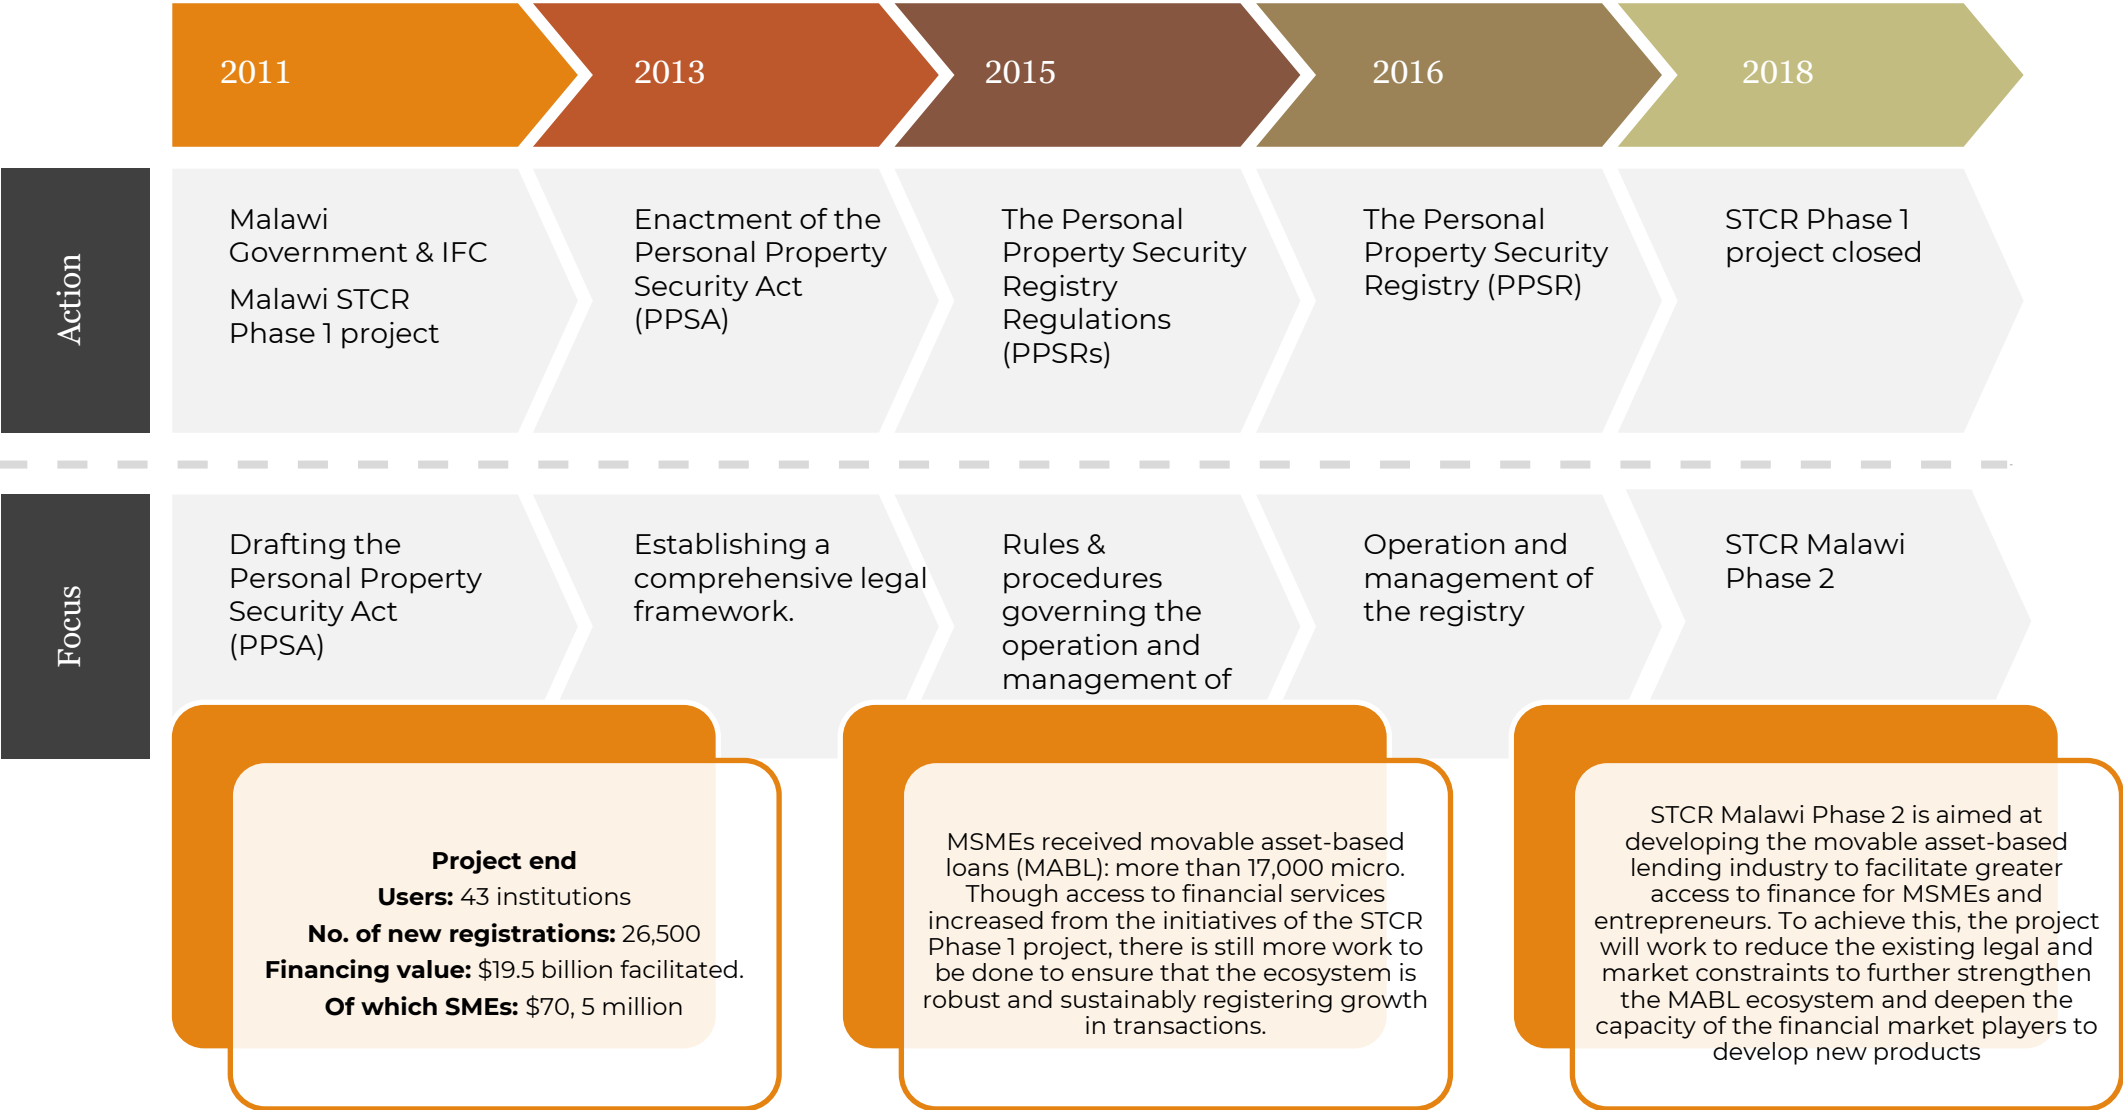 2011
2013
2015
2016
2018
Action
Malawi
Government & IFC
Malawi STCR
Phase 1 project
Enactment of the
Personal Property
Security Act
(PPSA)
The Personal
Property Security
Registry
Regulations
(PPSRs)
The Personal
Property Security
Registry (PPSR)
STCR Phase 1
project closed
Focus
Drafting the
Personal Property
Security Act
(PPSA)
Establishing a
comprehensive legal
framework.
Rules &
procedures
governing the
operation and
management of
Operation and
management of
the registry
STCR Malawi
Phase 2
Project end
Users: 43 institutions
No. of new registrations: 26,500
Financing value: $19.5 billion facilitated.
Of which SMEs: $70, 5 million
MSMEs received movable asset-based
loans (MABL): more than 17,000 micro.
Though access to financial services
increased from the initiatives of the STCR
Phase 1 project, there is still more work to
be done to ensure that the ecosystem is
robust and sustainably registering growth
in transactions.
STCR Malawi Phase 2 is aimed at
developing the movable asset-based
lending industry to facilitate greater
access to finance for MSMEs and
entrepreneurs. To achieve this, the project
will work to reduce the existing legal and
market constraints to further strengthen
the MABL ecosystem and deepen the
capacity of the financial market players to
develop new products